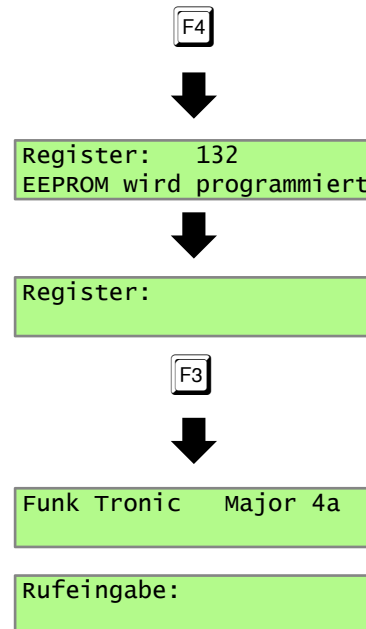 F4
Register: 132
EEPROM wird programmiert
Register:
F3
Funk Tronic Major 4a
Rufeingabe: